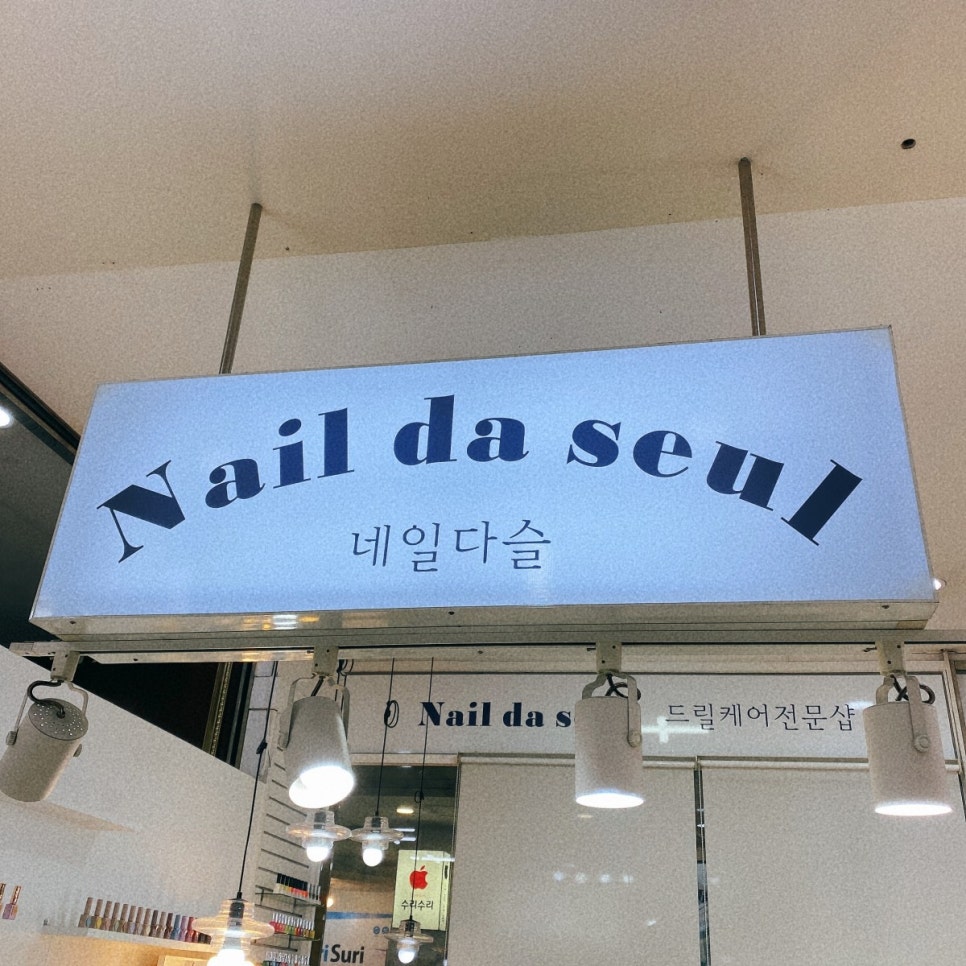 Nail da seul
네일다슬
Nail da s
드릴케어전문샵
수리수리
iSuri